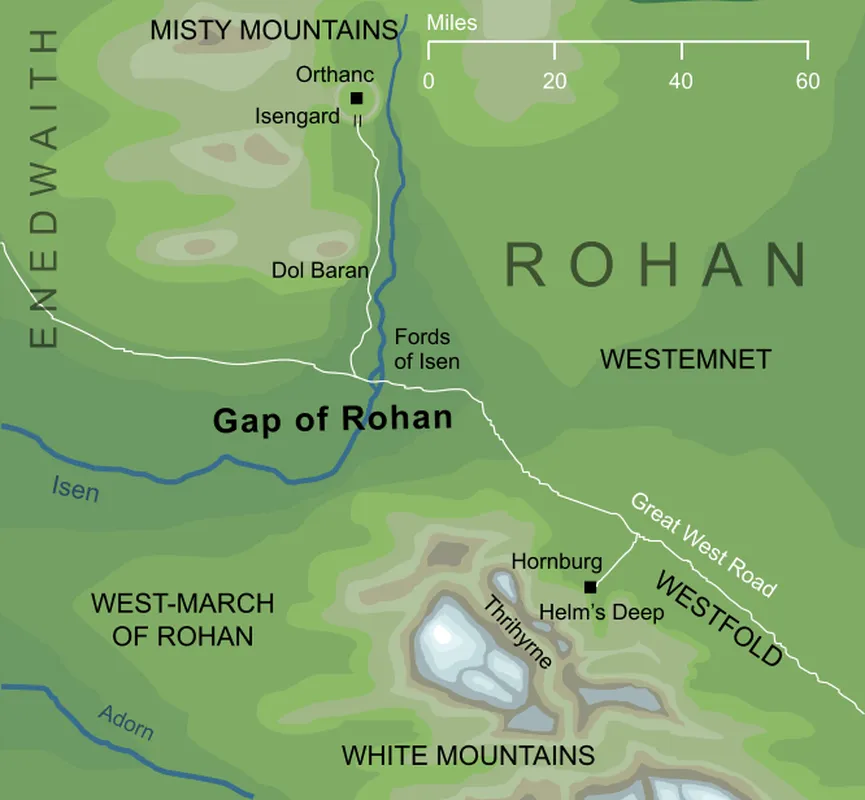 MISTY MOUNTAINS
Miles
0 20 40 60
Orthanc
Isengard
ENEDWAITH
ROHAN
Dol Baran
Fords
of Isen
WESTEMNET
Gap of Rohan
Isen
Great West Road
Hornburg
Helm's Deep
WESTFOLD
Thrihyrne
WEST-MARCH
OF ROHAN
Adorn
WHITE MOUNTAINS